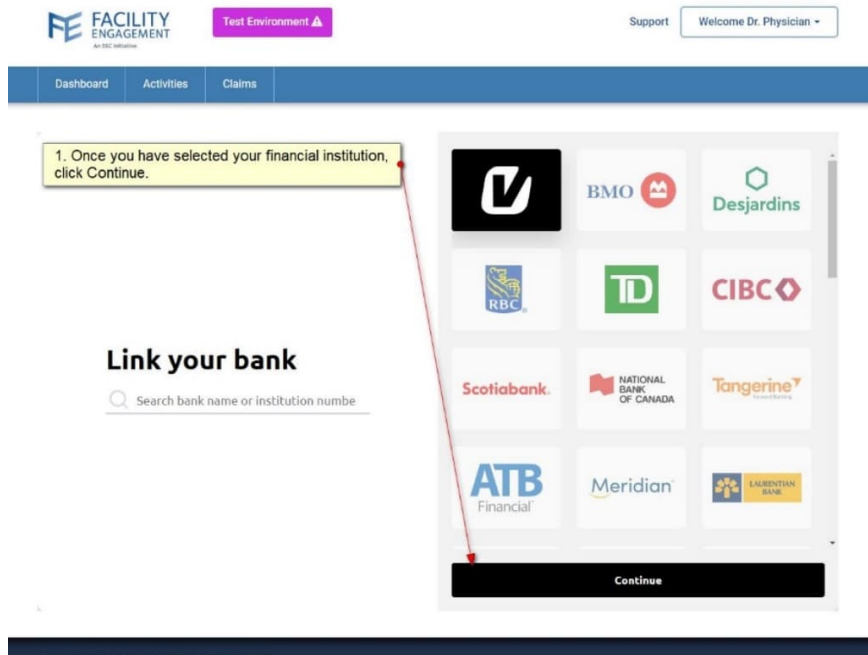 FACILITY
ENGAGEMENT
Test Environment
Support
Welcome Dr. Physician
Dashboard
Activities
Claims
1. Once you have selected your financial institution,
click Continue.
BMO
Desjardins
RBC
TD
CIBC
Link your bank
Search bank name or institution numbe
Scotiabank
NATIONAL
BANK
OF CANADA
Tangerine
Forward Banking
ATB
Financial
Meridian
LAURENTIAN
BANK
Continue